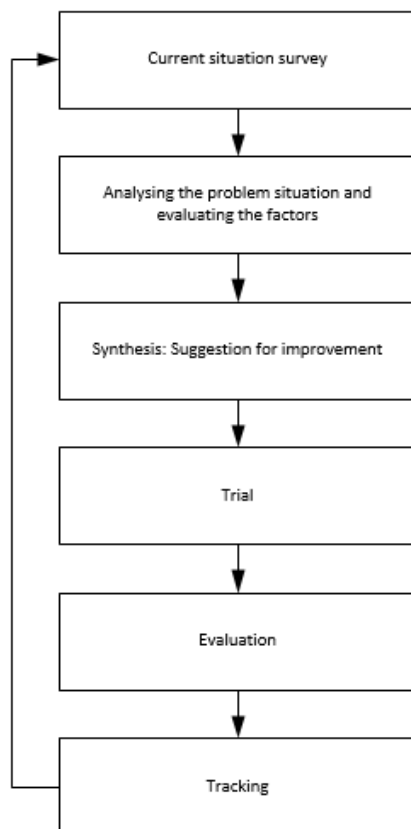 Current situation survey
Analysing the problem situation and
evaluating the factors
Synthesis: Suggestion for improvement
Trial
Evaluation
Tracking